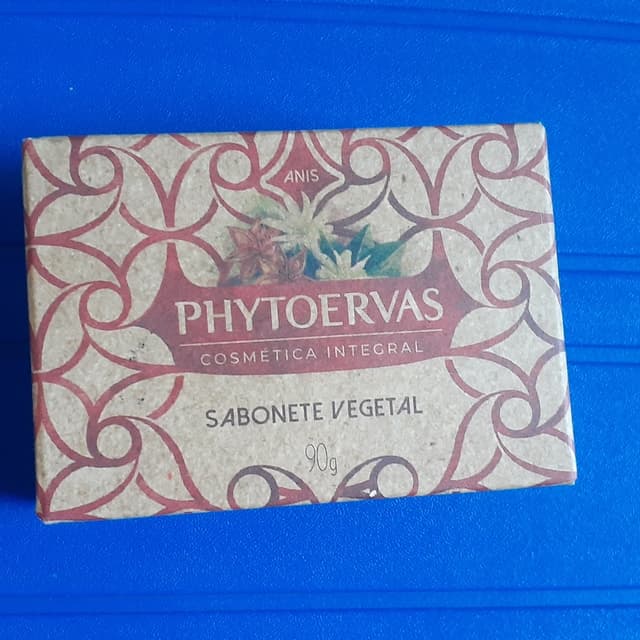 ANIS
PHYTOERVAS
COSMÉTICA INTEGRAL
SABONETE VEGETAL
90g